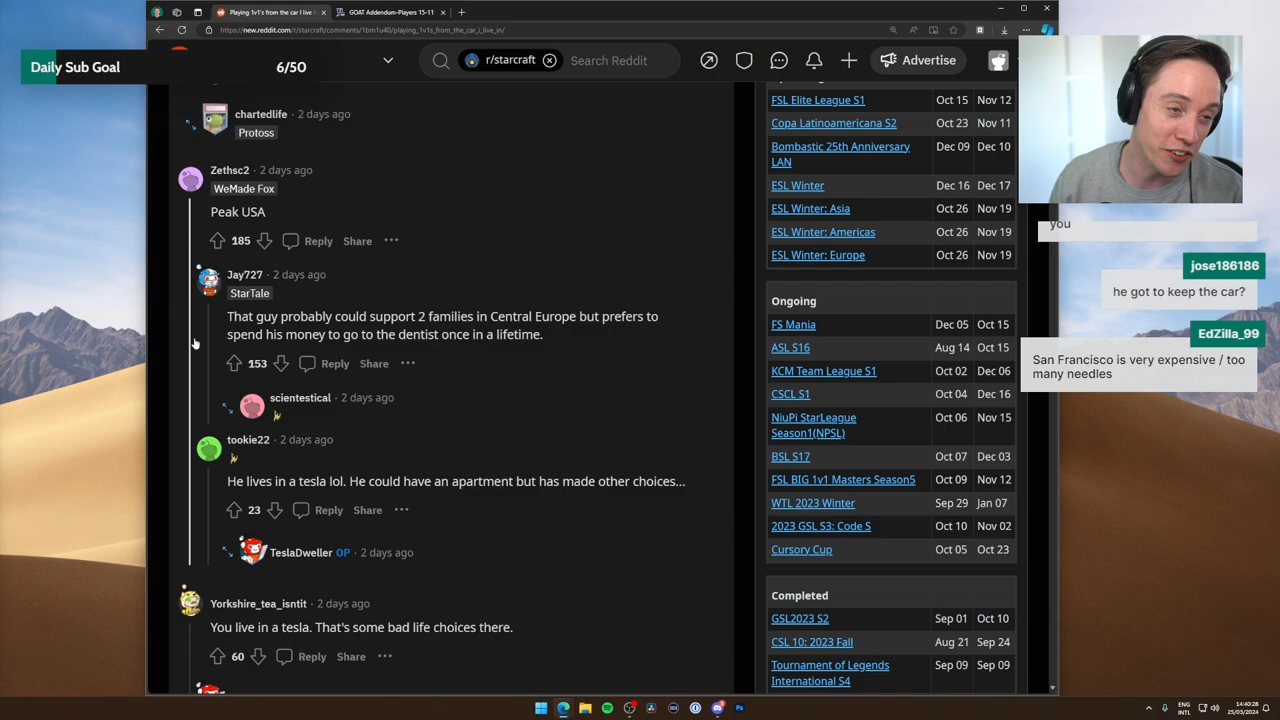 Playing 1v1's from the car I live i
GOAT Addendum-Players 15-11
https://new.reddit.com/r/starcraft/comments/1bm1u40/playing_1v1s_from_the_car_i_live_in/
Daily Sub Goal
6/50
r/starcraft
Search Reddit
Advertise
chartedlife · 2 days ago
Protoss
Zethsc2 · 2 days ago
WeMade Fox
Peak USA
185
Reply
Share
Jay727 · 2 days ago
StarTale
That guy probably could support 2 families in Central Europe but prefers to
spend his money to go to the dentist once in a lifetime.
153
Reply
Share
scientestical · 2 days ago
tookie22 · 2 days ago
He lives in a tesla lol. He could have an apartment but has made other choices...
23
Reply
Share
TeslaDweller OP · 2 days ago
Yorkshire_tea_isntit · 2 days ago
You live in a tesla. That's some bad life choices there.
60
Reply
Share
FSL Elite League S1 Oct 15 Nov 12
Copa Latinoamericana S2 Oct 23 Nov 11
Bombastic 25th Anniversary Dec 09 Dec 10
LAN
ESL Winter Dec 16 Dec 17
ESL Winter: Asia Oct 26 Nov 19
ESL Winter: Americas Oct 26 Nov 19
ESL Winter: Europe Oct 26 Nov 19
Ongoing
FS Mania Dec 05 Oct 15
ASL S16 Aug 14 Oct 15
KCM Team League S1 Oct 02 Dec 06
CSCL S1 Oct 04 Dec 16
NiuPi StarLeague Oct 06 Nov 15
Season1(NPSL)
BSL S17 Oct 07 Dec 03
FSL BIG 1v1 Masters Season5 Oct 09 Nov 12
WTL 2023 Winter Sep 29 Jan 07
2023 GSL S3: Code S Oct 10 Nov 02
Cursory Cup Oct 05 Oct 23
Completed
GSL2023 S2 Sep 01 Oct 10
CSL 10: 2023 Fall Aug 21 Sep 24
Tournament of Legends Sep 09 Sep 09
International S4
you
jose186186
he got to keep the car?
EdZilla_99
San Francisco is very expensive / too
many needles
ENG
INTL
14:40:28
25/03/2024